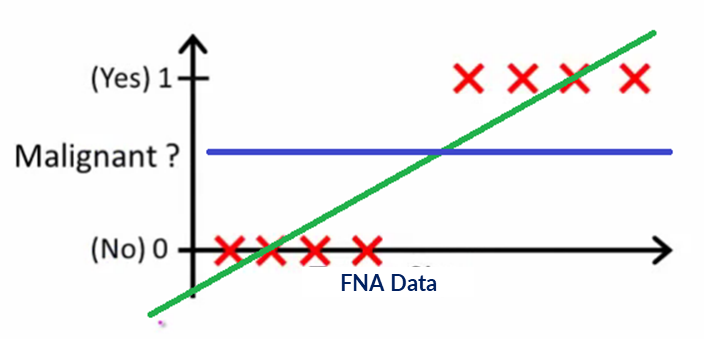 (Yes) 1
Malignant ?
(No) 0
FNA Data